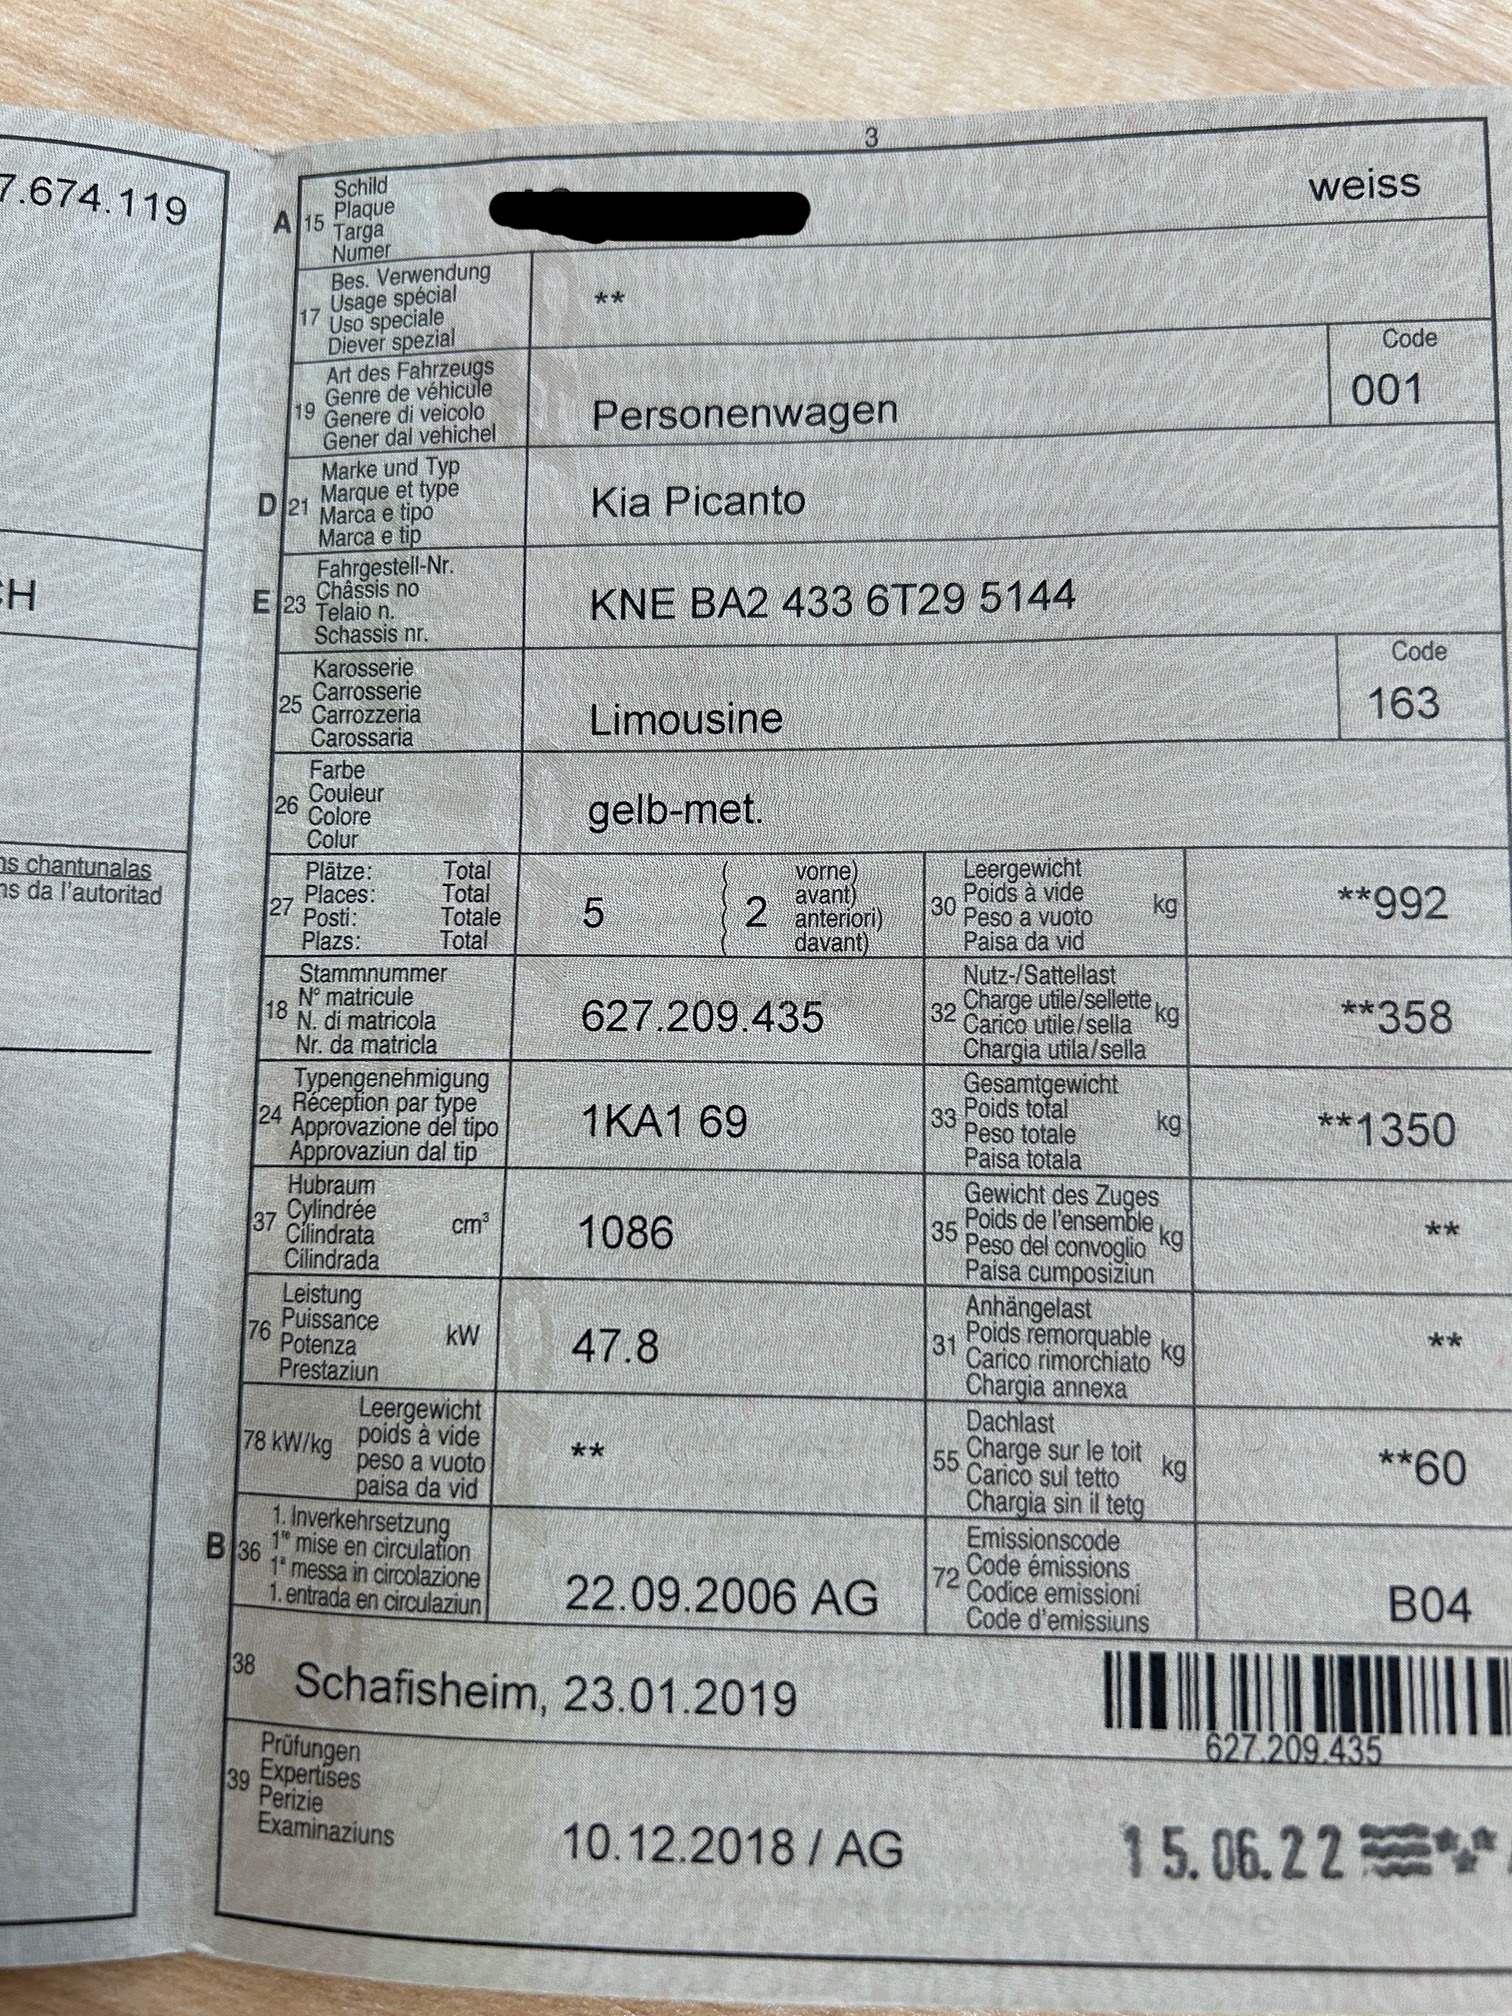 7.674.119
CH
ns chantunalas
ns da l'autoritad
3
A 15 Schild
Plaque
Targa
Numer
weiss
17 Bes. Verwendung
Usage spécial
Uso speciale
Diever spezial
**
19 Art des Fahrzeugs
Genre de véhicule
Genere di veicolo
Gener dal vehichel
Personenwagen
Code
001
D 21 Marke und Typ
Marque et type
Marca e tipo
Marca e tip
Kia Picanto
E 23 Fahrgestell-Nr.
Châssis no
Telaio n.
Schassis nr.
KNE BA2 433 6T29 5144
25 Karosserie
Carrosserie
Carrozzeria
Carossaria
Limousine
Code
163
26 Farbe
Couleur
Colore
Colur
gelb-met.
27 Plätze: Total
Places: Total
Posti: Totale
Plazs: Total
5 ( 2 vorne)
avant)
anteriori)
davant)
30 Leergewicht
Poids à vide
Peso a vuoto
Paisa da vid
kg
**992
18 Stammnummer
N° matricule
N. di matricola
Nr. da matricla
627.209.435
32 Nutz-/Sattellast
Charge utile/sellette
Carico utile/sella
Chargia utila/sella
kg
**358
24 Typengenehmigung
Réception par type
Approvazione del tipo
Approvaziun dal tip
1KA1 69
33 Gesamtgewicht
Poids total
Peso totale
Paisa totala
kg
**1350
37 Hubraum
Cylindrée
Cilindrata
Cilindrada
cm³
1086
35 Gewicht des Zuges
Poids de l'ensemble
Peso del convoglio
Paisa cumposiziun
kg
**
76 Leistung
Puissance
Potenza
Prestaziun
kW
47.8
31 Anhängelast
Poids remorquable
Carico rimorchiato
Chargia annexa
kg
**
78 kW/kg Leergewicht
poids à vide
peso a vuoto
paisa da vid
**
55 Dachlast
Charge sur le toit
Carico sul tetto
Chargia sin il tetg
kg
**60
B 36 1. Inverkehrsetzung
1re mise en circulation
1a messa in circolazione
1. entrada en circulaziun
22.09.2006 AG
72 Emissionscode
Code émissions
Codice emissioni
Code d'emissiuns
B04
38 Schafisheim, 23.01.2019
627.209.435
39 Prüfungen
Expertises
Perizie
Examinaziuns
10.12.2018 / AG
15.06.22